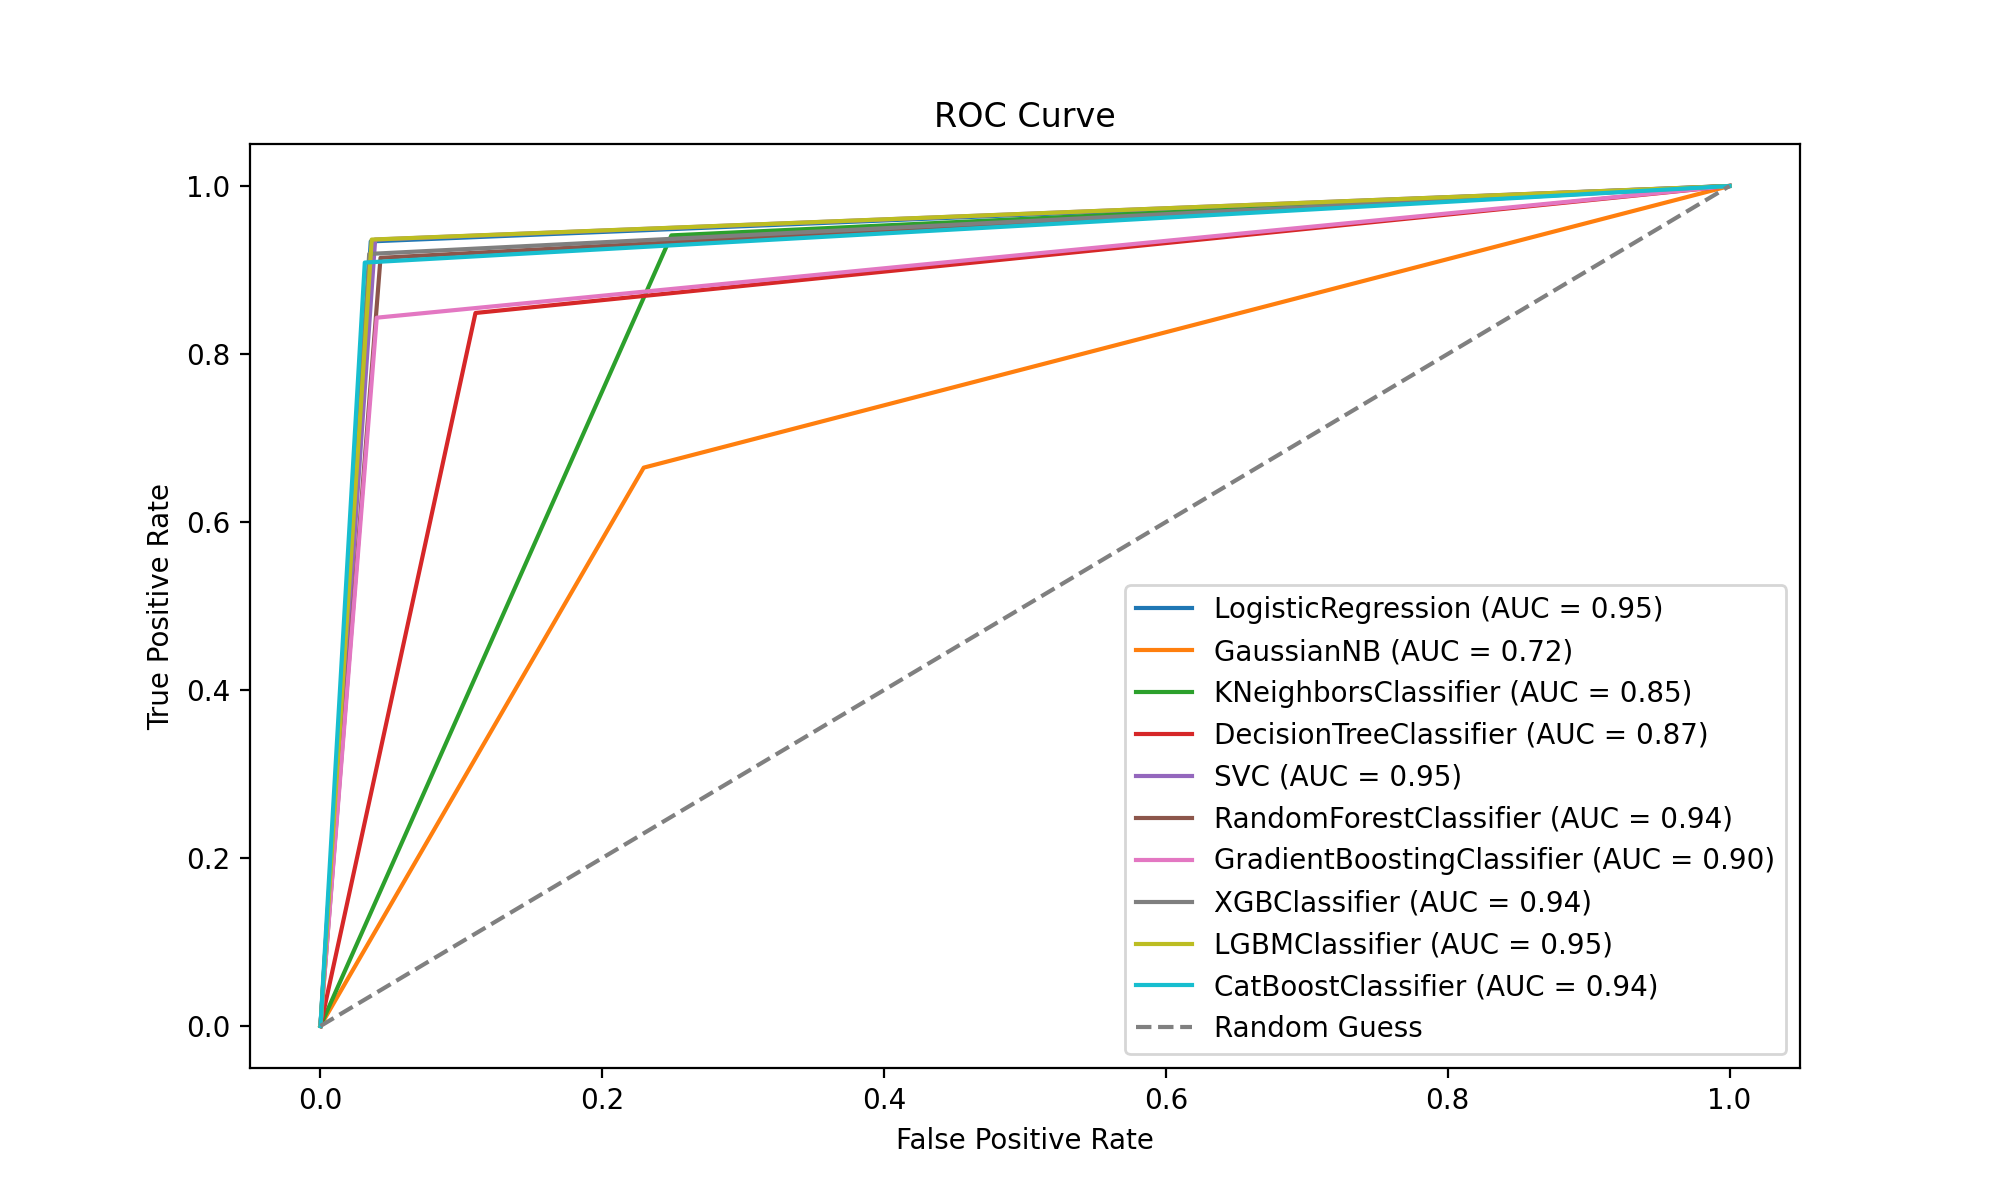 ROC Curve
1.0
0.8
0.6
0.4
0.2
0.0
True Positive Rate
LogisticRegression (AUC = 0.95)
GaussianNB (AUC = 0.72)
KNeighborsClassifier (AUC = 0.85)
DecisionTreeClassifier (AUC = 0.87)
SVC (AUC = 0.95)
RandomForestClassifier (AUC = 0.94)
GradientBoostingClassifier (AUC = 0.90)
XGBClassifier (AUC = 0.94)
LGBMClassifier (AUC = 0.95)
CatBoostClassifier (AUC = 0.94)
Random Guess
0.0 0.2 0.4 0.6 0.8 1.0
False Positive Rate